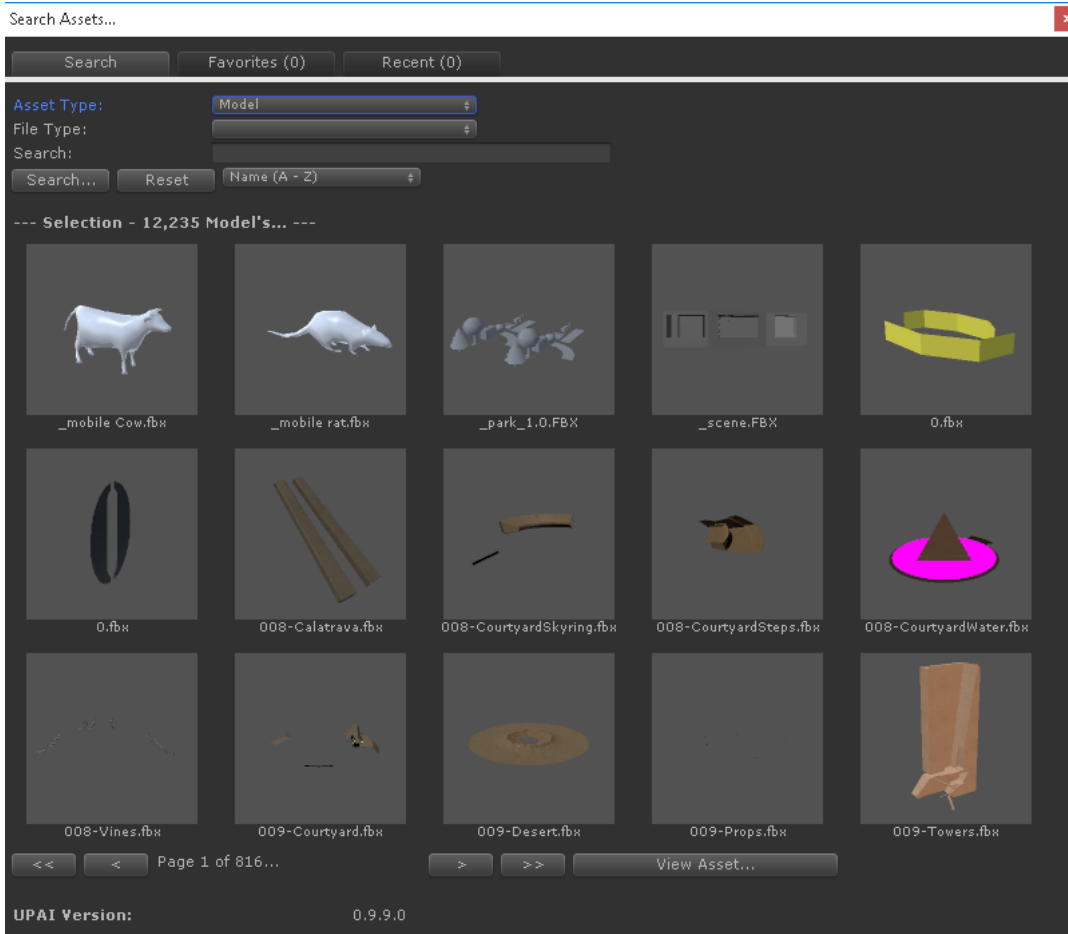 Search Assets...
×
Search Favorites (0) Recent (0)
Asset Type: Model
File Type:
Search:
Search... Reset Name (A - Z)
--- Selection - 12,235 Model's... ---
_mobile Cow.fbx _mobile rat.fbx _park_1.0.FBX _scene.FBX 0.fbx
0.fbx 008-Calatrava.fbx 008-CourtyardSkyring.fbx 008-CourtyardSteps.fbx 008-CourtyardWater.fbx
008-Vines.fbx 009-Courtyard.fbx 009-Desert.fbx 009-Props.fbx 009-Towers.fbx
<< < Page 1 of 816... > >> View Asset...
UPAI Version: 0.9.9.0